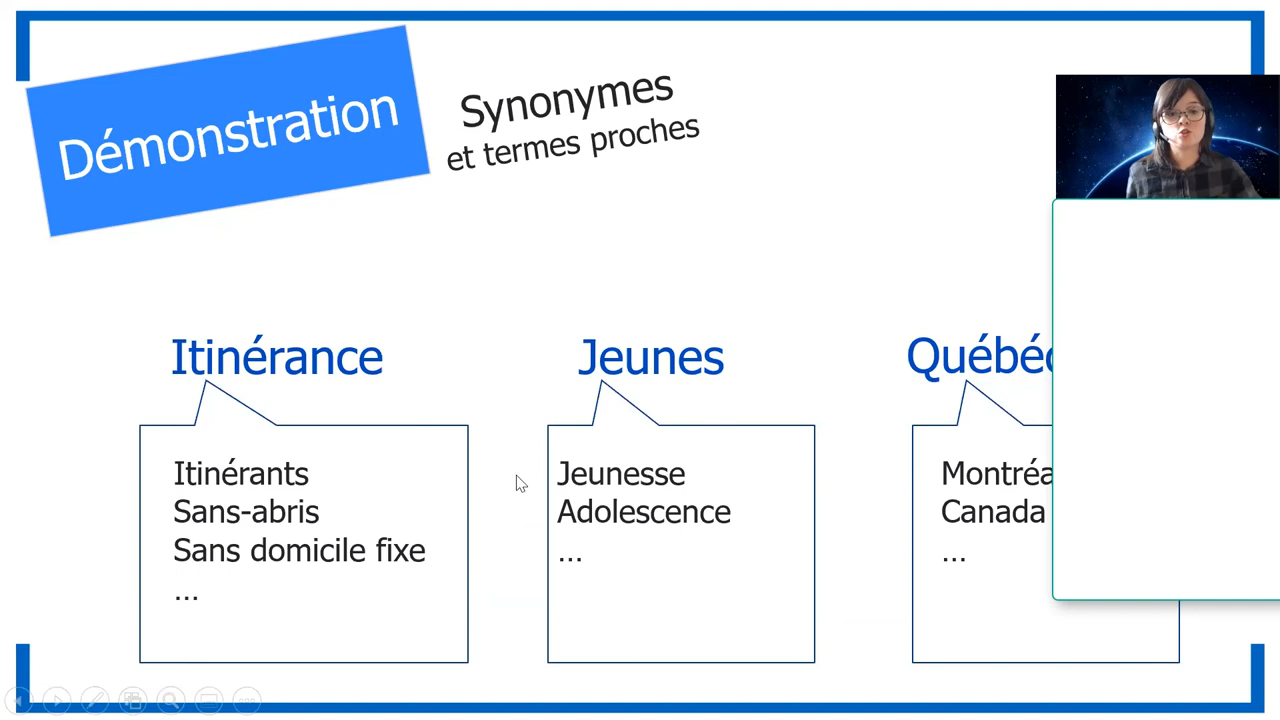 Démonstration
Synonymes
et termes proches
Itinérance
Jeunes
Itinérants
Sans-abris
Sans domicile fixe
...
Jeunesse
Adolescence
...
Canada
...